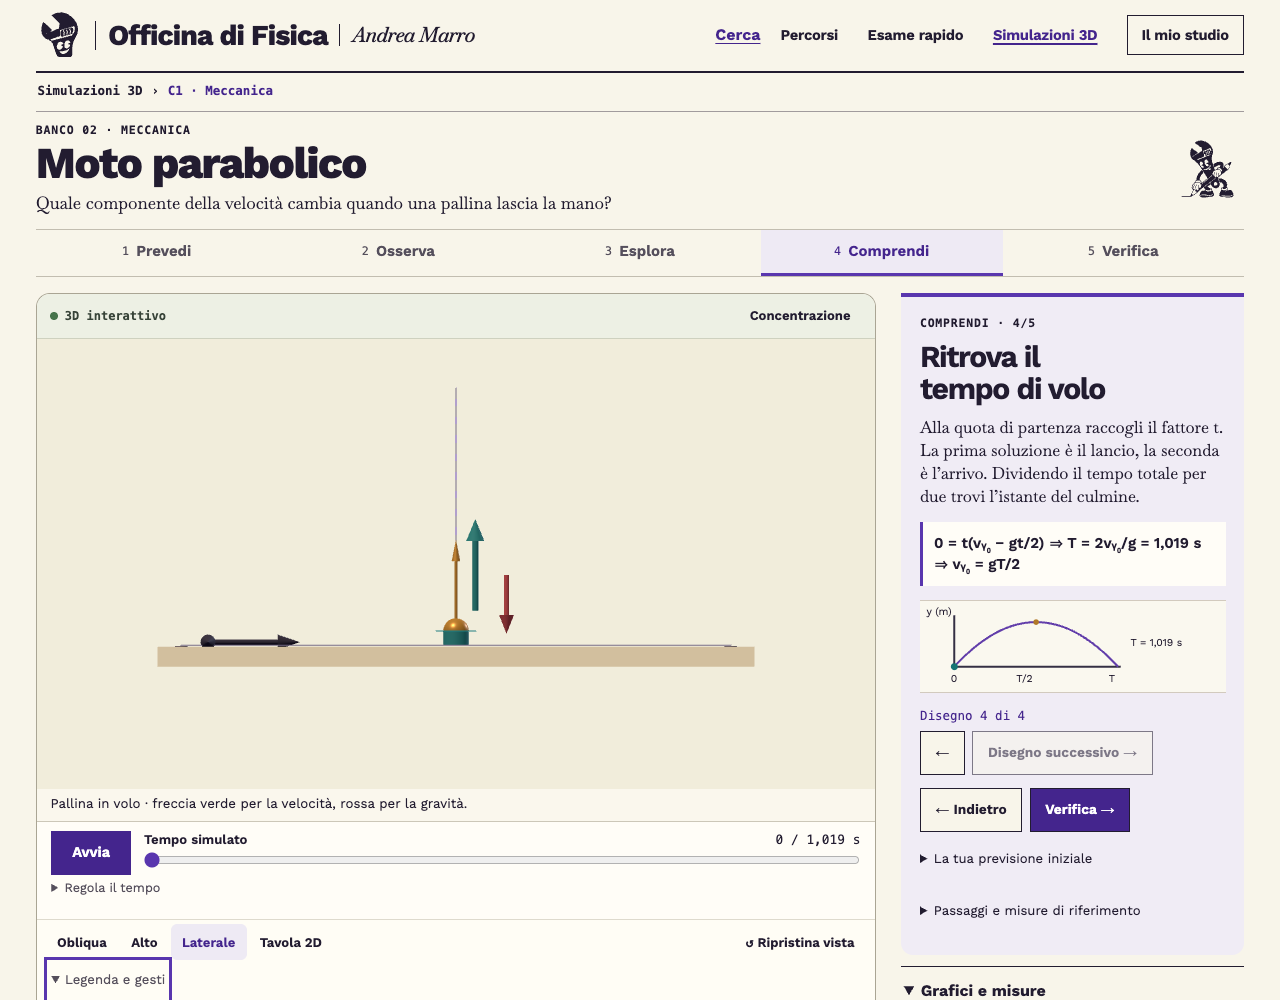 Officina di Fisica
Andrea Marro
Cerca
Percorsi
Esame rapido
Simulazioni 3D
Il mio studio
Simulazioni 3D › C1 · Meccanica
BANCO 02 · MECCANICA
Moto parabolico
Quale componente della velocità cambia quando una pallina lascia la mano?
1 Prevedi
2 Osserva
3 Esplora
4 Comprendi
5 Verifica
3D interattivo
Concentrazione
Pallina in volo · freccia verde per la velocità, rossa per la gravità.
Avvia
Tempo simulato
0 / 1,019 s
▶ Regola il tempo
Obliqua
Alto
Laterale
Tavola 2D
↺ Ripristina vista
▼ Legenda e gesti
COMPRENDI · 4/5
Ritrova il
tempo di volo
Alla quota di partenza raccogli il fattore t.
La prima soluzione è il lancio, la seconda
è l’arrivo. Dividendo il tempo totale per
due trovi l’istante del culmine.
0 = t(vᵧ₀ − gt/2) ⇒ T = 2vᵧ₀/g = 1,019 s
⇒ vᵧ₀ = gT/2
y (m)
T = 1,019 s
0
T/2
T
Disegno 4 di 4
←
Disegno successivo →
← Indietro
Verifica →
▶ La tua previsione iniziale
▶ Passaggi e misure di riferimento
▼ Grafici e misure